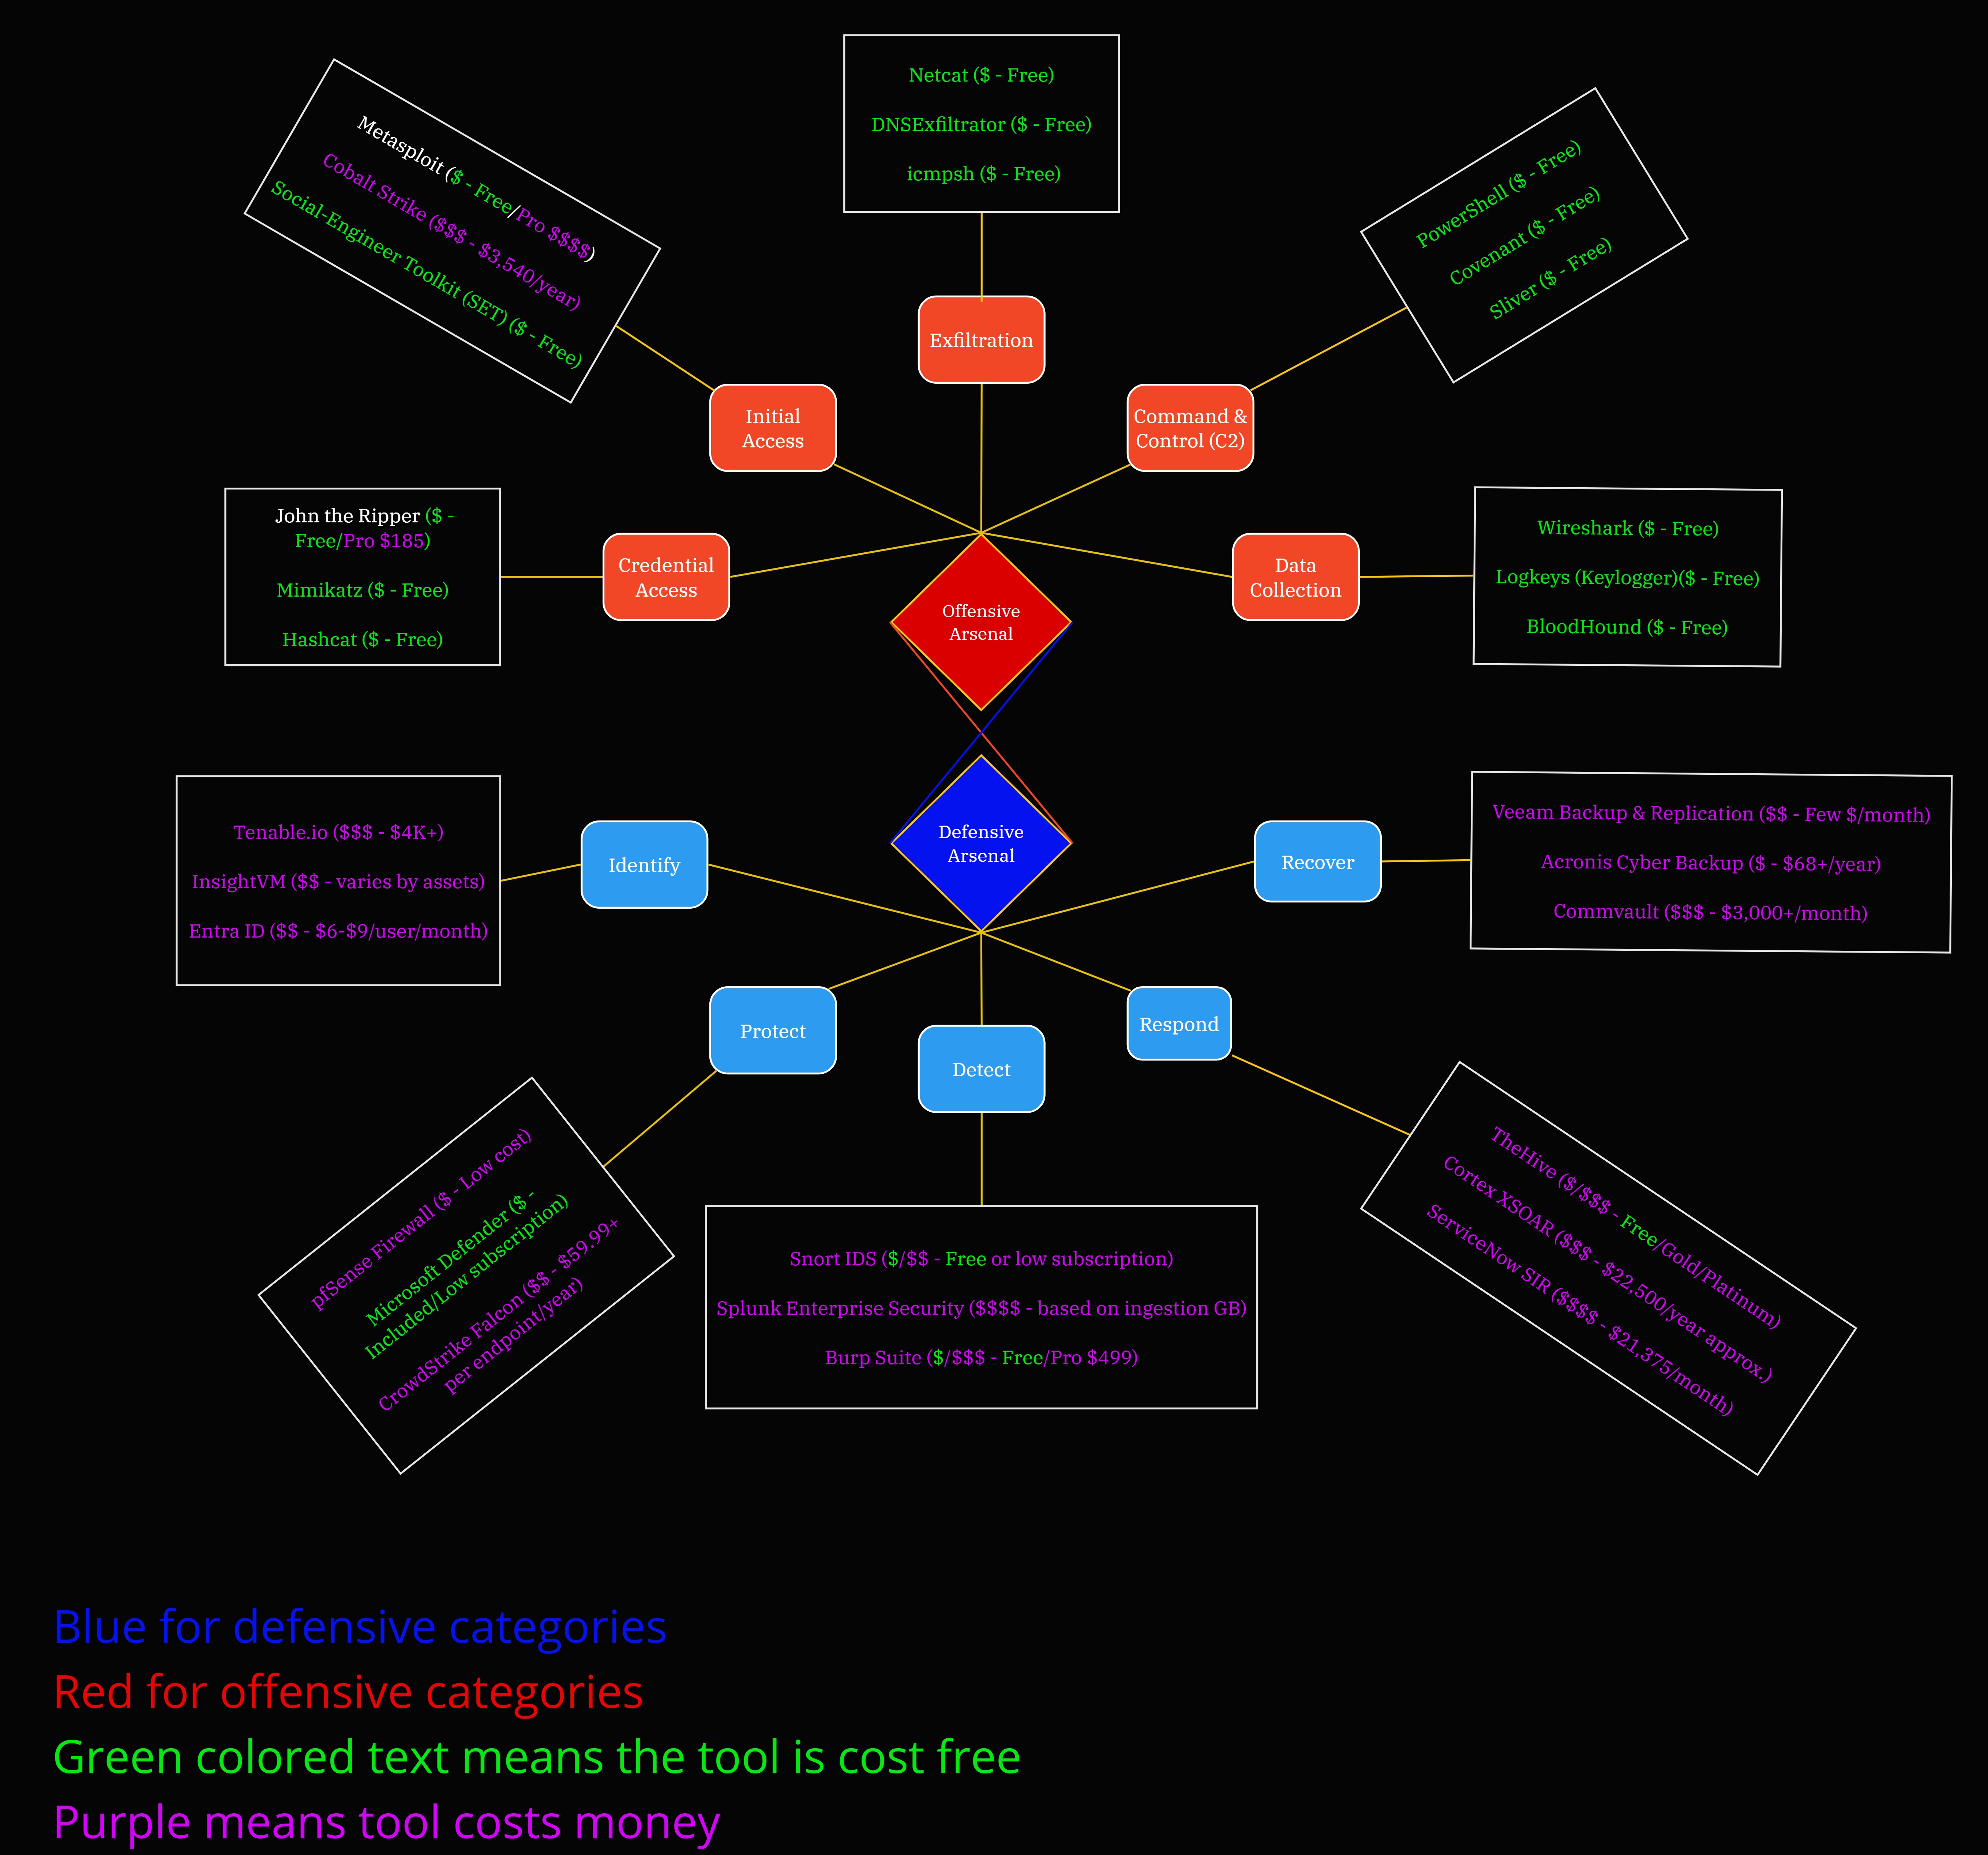 Netcat ($ - Free)
DNSExfiltrator ($ - Free)
icmpsh ($ - Free)
Metasploit ($ - Free/Pro $$$$)
Cobalt Strike ($$$ - $3,540/year)
Social-Engineer Toolkit (SET) ($ - Free)
PowerShell ($ - Free)
Covenant ($ - Free)
Sliver ($ - Free)
Exfiltration
Initial
Access
Command &
Control (C2)
John the Ripper ($ -
Free/Pro $185)
Mimikatz ($ - Free)
Hashcat ($ - Free)
Credential
Access
Data
Collection
Wireshark ($ - Free)
Logkeys (Keylogger)($ - Free)
BloodHound ($ - Free)
Offensive
Arsenal
Defensive
Arsenal
Tenable.io ($$$ - $4K+)
InsightVM ($$ - varies by assets)
Entra ID ($$ - $6-$9/user/month)
Identify
Recover
Veeam Backup & Replication ($$ - Few $/month)
Acronis Cyber Backup ($ - $68+/year)
Commvault ($$$ - $3,000+/month)
Protect
Detect
Respond
pfSense Firewall ($ - Low cost)
Microsoft Defender ($ -
Included/Low subscription)
CrowdStrike Falcon ($$ - $59.99+
per endpoint/year)
Snort IDS ($/$$ - Free or low subscription)
Splunk Enterprise Security ($$$$ - based on ingestion GB)
Burp Suite ($/$$$ - Free/Pro $499)
TheHive ($/$$$ - Free/Gold/Platinum)
Cortex XSOAR ($$$ - $22,500/year approx.)
ServiceNow SIR ($$$$ - $21,375/month)
Blue for defensive categories
Red for offensive categories
Green colored text means the tool is cost free
Purple means tool costs money